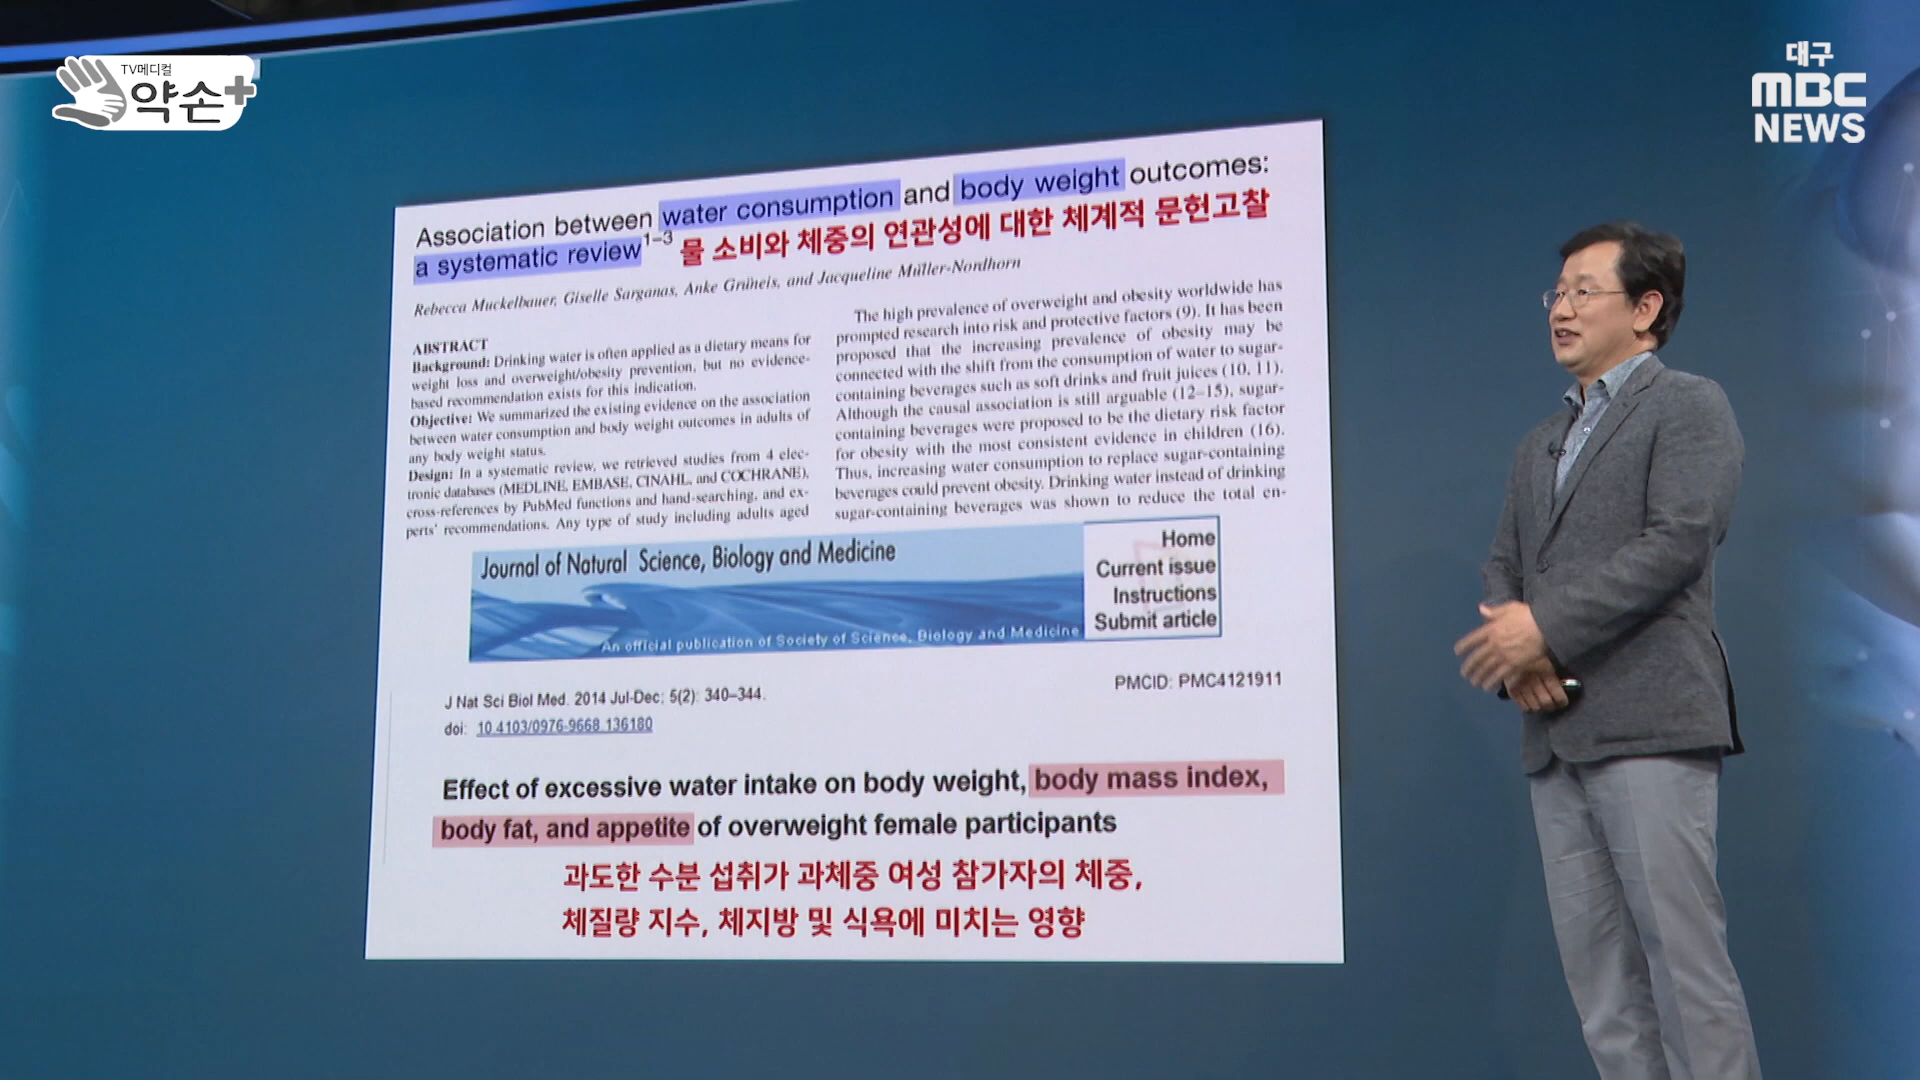 TV메디컬
약손+
대구
MBC
NEWS
Association between water consumption and body weight outcomes:
a systematic review1–3 물 소비와 체중의 연관성에 대한 체계적 문헌고찰
Rebecca Muckelbauer, Giselle Sarganas, Anke Grüneis, and Jacqueline Müller-Nordhorn
ABSTRACT
Background: Drinking water is often applied as a dietary means for
weight loss and overweight/obesity prevention, but no evidence-
based recommendation exists for this indication.
Objective: We summarized the existing evidence on the association
between water consumption and body weight outcomes in adults of
any body weight status.
Design: In a systematic review, we retrieved studies from 4 elec-
tronic databases (MEDLINE, EMBASE, CINAHL, and COCHRANE),
cross-references by PubMed functions and hand-searching, and ex-
perts' recommendations. Any type of study including adults aged
The high prevalence of overweight and obesity worldwide has
prompted research into risk and protective factors (9). It has been
proposed that the increasing prevalence of obesity may be
connected with the shift from the consumption of water to sugar-
containing beverages such as soft drinks and fruit juices (10, 11).
Although the causal association is still arguable (12–15), sugar-
containing beverages were proposed to be the dietary risk factor
for obesity with the most consistent evidence in children (16).
Thus, increasing water consumption to replace sugar-containing
beverages could prevent obesity. Drinking water instead of drinking
sugar-containing beverages was shown to reduce the total en-
Journal of Natural Science, Biology and Medicine
An official publication of Society of Science, Biology and Medicine
Home
Current issue
Instructions
Submit article
J Nat Sci Biol Med. 2014 Jul-Dec; 5(2): 340–344.
PMCID: PMC4121911
doi: 10.4103/0976-9668.136180
Effect of excessive water intake on body weight, body mass index,
body fat, and appetite of overweight female participants
과도한 수분 섭취가 과체중 여성 참가자의 체중,
체질량 지수, 체지방 및 식욕에 미치는 영향